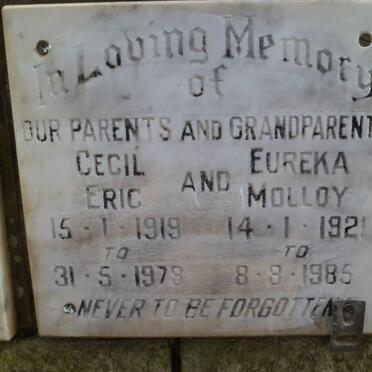 In Loving Memory
of
OUR PARENTS AND GRANDPARENT
CECIL ERIC AND EUREKA MOLLOY
15 · 1 · 1919 14 · 1 · 1921
TO TO
31 · 5 · 1979 8 · 8 · 1985
NEVER TO BE FORGOTTEN